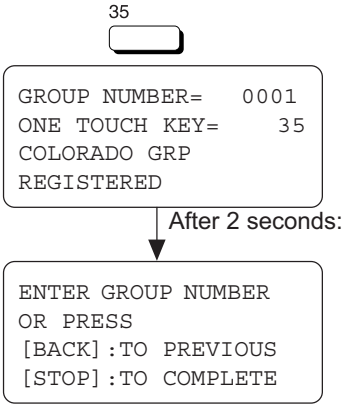 35
GROUP NUMBER= 0001
ONE TOUCH KEY= 35
COLORADO GRP
REGISTERED
After 2 seconds:
ENTER GROUP NUMBER
OR PRESS
[BACK]:TO PREVIOUS
[STOP]:TO COMPLETE